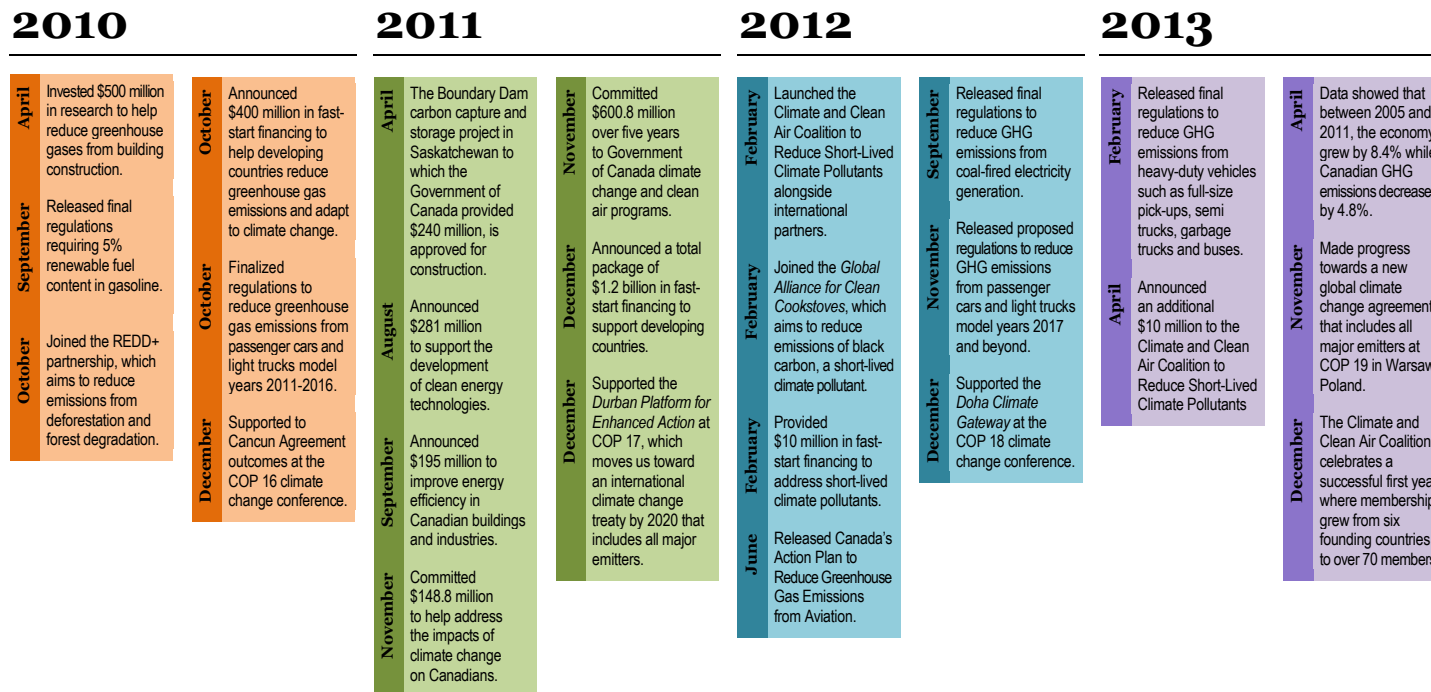 2010
April
Invested $500 million
in research to help
reduce greenhouse
gases from building
construction.
September
Released final
regulations
requiring 5%
renewable fuel
content in gasoline.
October
Joined the REDD+
partnership, which
aims to reduce
emissions from
deforestation and
forest degradation.
October
Announced
$400 million in fast-
start financing to
help developing
countries reduce
greenhouse gas
emissions and adapt
to climate change.
October
Finalized
regulations to
reduce greenhouse
gas emissions from
passenger cars and
light trucks model
years 2011-2016.
December
Supported to
Cancun Agreement
outcomes at the
COP 16 climate
change conference.
2011
April
The Boundary Dam
carbon capture and
storage project in
Saskatchewan to
which the
Government of
Canada provided
$240 million, is
approved for
construction.
August
Announced
$281 million
to support the
development
of clean energy
technologies.
September
Announced
$195 million to
improve energy
efficiency in
Canadian buildings
and industries.
November
Committed
$148.8 million
to help address
the impacts of
climate change
on Canadians.
November
Committed
$600.8 million
over five years
to Government
of Canada climate
change and clean
air programs.
December
Announced a total
package of
$1.2 billion in fast-
start financing to
support developing
countries.
December
Supported the
Durban Platform for
Enhanced Action at
COP 17, which
moves us toward
an international
climate change
treaty by 2020 that
includes all major
emitters.
2012
February
Launched the
Climate and Clean
Air Coalition to
Reduce Short-Lived
Climate Pollutants
alongside
international
partners.
February
Joined the Global
Alliance for Clean
Cookstoves, which
aims to reduce
emissions of black
carbon, a short-lived
climate pollutant.
February
Provided
$10 million in fast-
start financing to
address short-lived
climate pollutants.
June
Released Canada’s
Action Plan to
Reduce Greenhouse
Gas Emissions
from Aviation.
September
Released final
regulations to
reduce GHG
emissions from
coal-fired electricity
generation.
November
Released proposed
regulations to reduce
GHG emissions
from passenger
cars and light trucks
model years 2017
and beyond.
December
Supported the
Doha Climate
Gateway at the
COP 18 climate
change conference.
2013
February
Released final
regulations to
reduce GHG
emissions from
heavy-duty vehicles
such as full-size
pick-ups, semi
trucks, garbage
trucks and buses.
April
Announced
an additional
$10 million to the
Climate and Clean
Air Coalition to
Reduce Short-Lived
Climate Pollutants
April
Data showed that
between 2005 and
2011, the economy
grew by 8.4% while
Canadian GHG
emissions decrease
by 4.8%.
November
Made progress
towards a new
global climate
change agreement
that includes all
major emitters at
COP 19 in Warsaw
Poland.
December
The Climate and
Clean Air Coalition
celebrates a
successful first year
where membership
grew from six
founding countries
to over 70 members